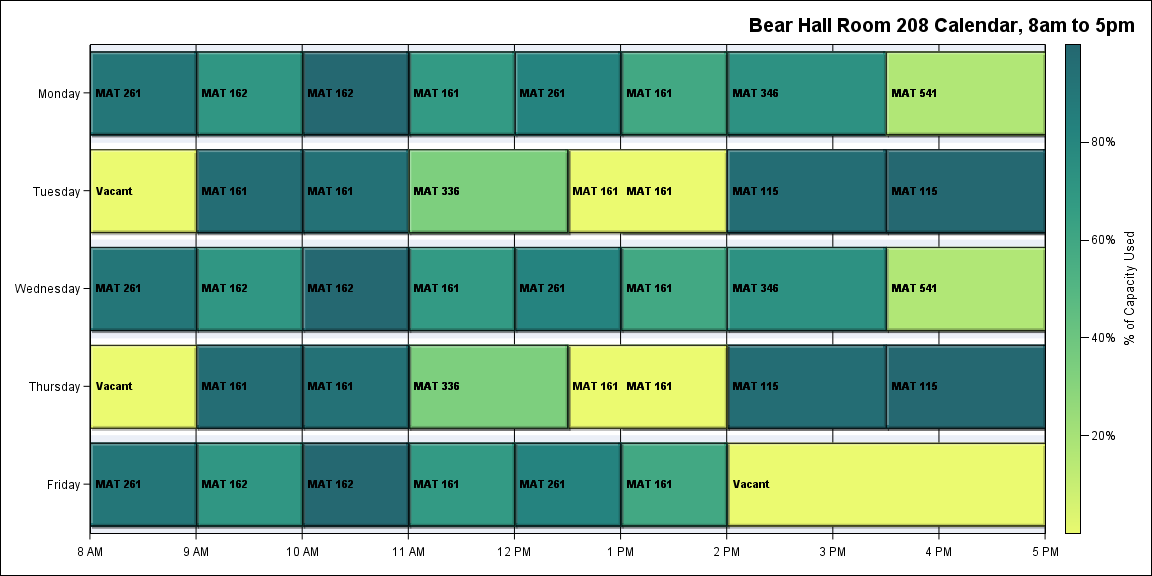 Bear Hall Room 208 Calendar, 8am to 5pm
Monday MAT 261 MAT 162 MAT 162 MAT 161 MAT 261 MAT 161 MAT 346 MAT 541
80%
Tuesday Vacant MAT 161 MAT 161 MAT 336 MAT 161 MAT 161 MAT 115 MAT 115
60%
% of Capacity Used
Wednesday MAT 261 MAT 162 MAT 162 MAT 161 MAT 261 MAT 161 MAT 346 MAT 541
40%
Thursday Vacant MAT 161 MAT 161 MAT 336 MAT 161 MAT 161 MAT 115 MAT 115
20%
Friday MAT 261 MAT 162 MAT 162 MAT 161 MAT 261 MAT 161 Vacant
8 AM 9 AM 10 AM 11 AM 12 PM 1 PM 2 PM 3 PM 4 PM 5 PM